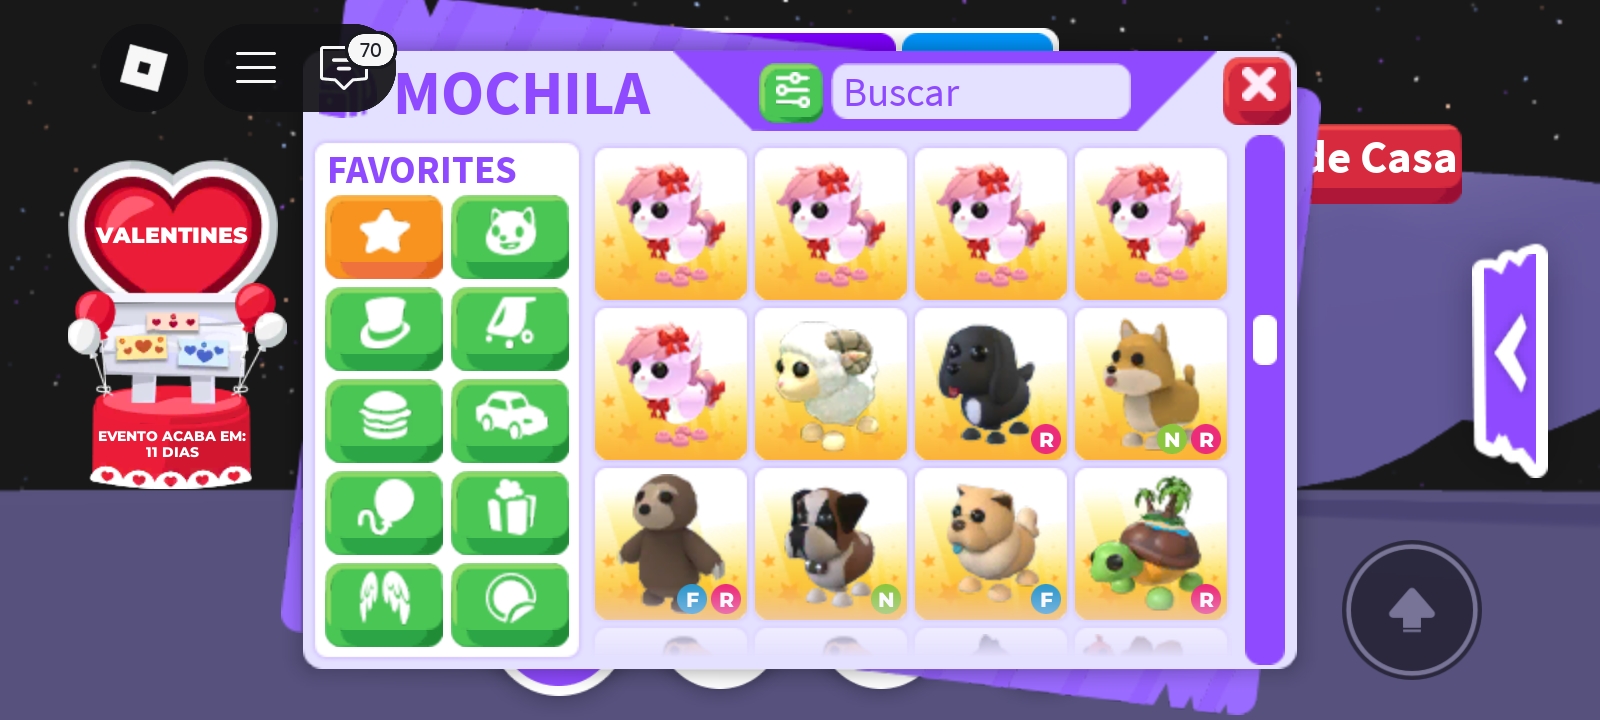 70
MOCHILA
Buscar
FAVORITES
de Casa
VALENTINES
EVENTO ACABA EM:
11 DIAS
R
N R
F R
N
F
R